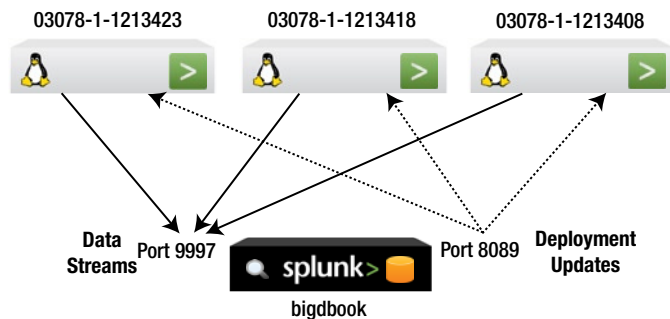 03078-1-1213423
03078-1-1213418
03078-1-1213408
>
>
>
Data
Streams
Port 9997
splunk>
Port 8089
Deployment
Updates
bigdbook